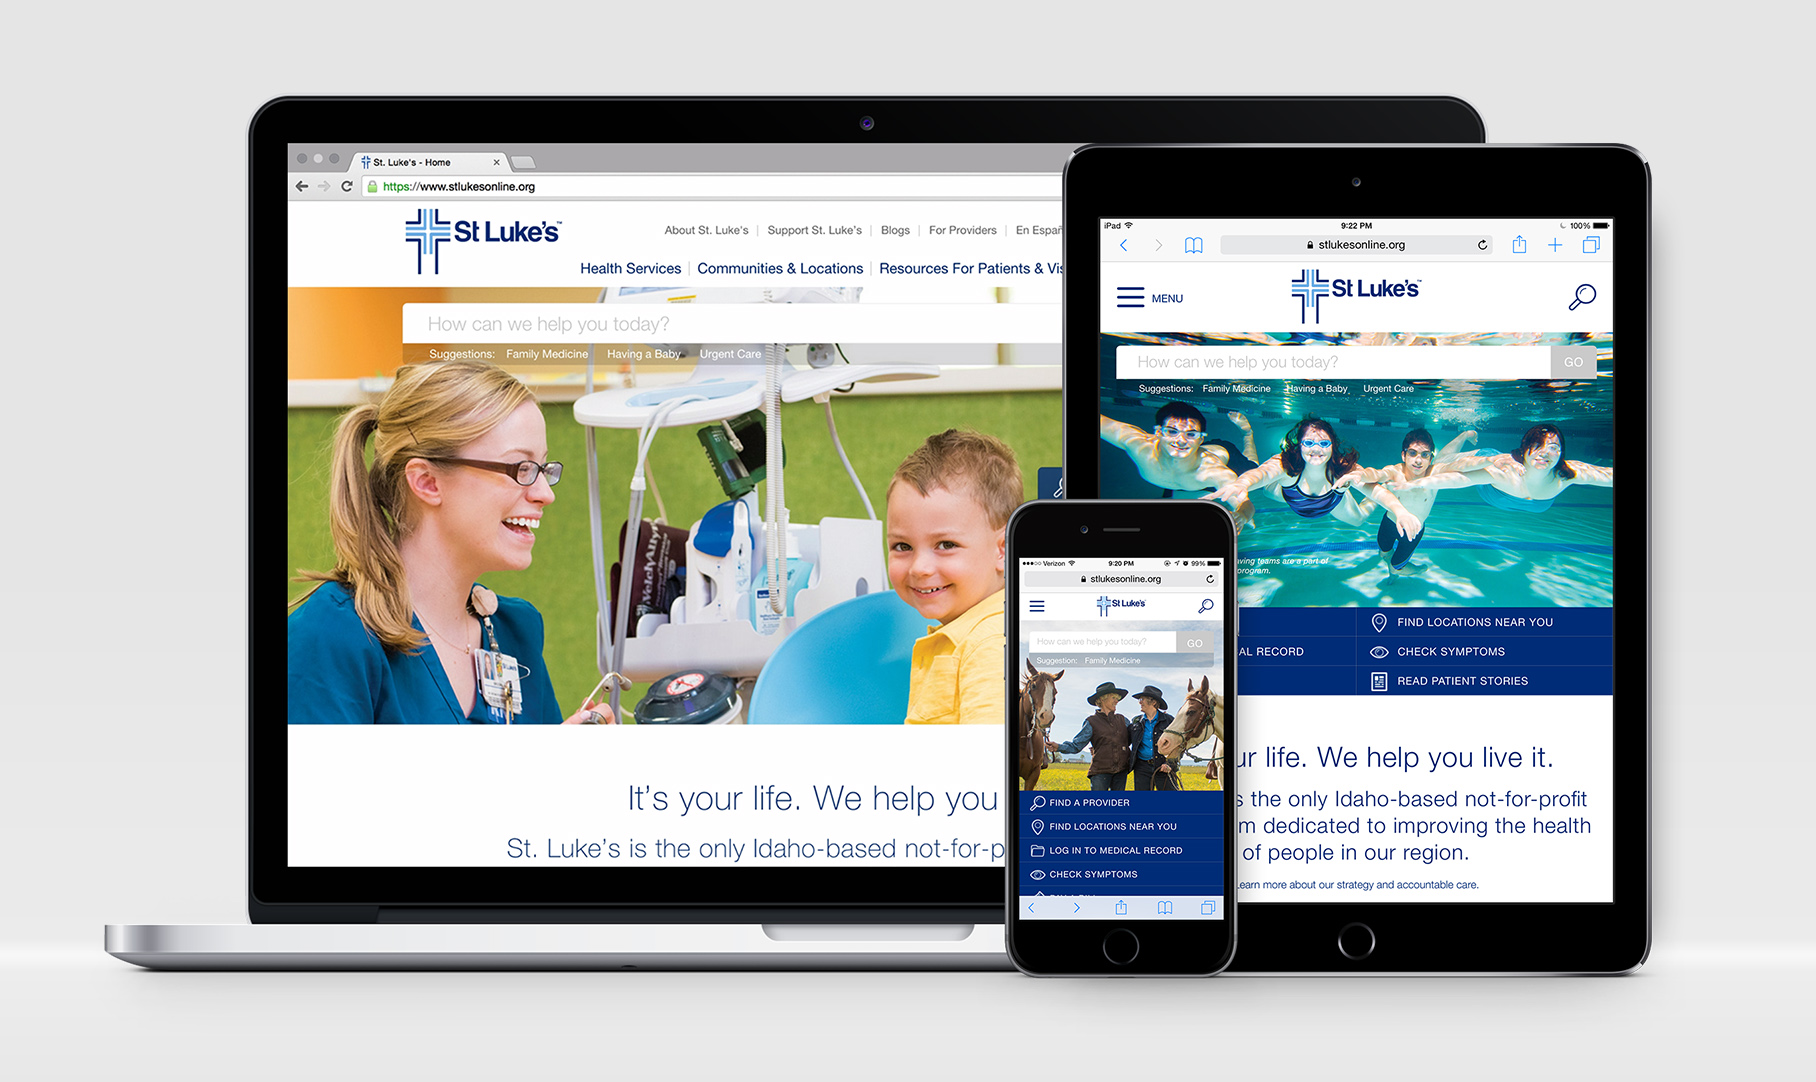 St. Luke's - Home
https://www.stlukesonline.org
St Luke's™
About St. Luke's | Support St. Luke's | Blogs | For Providers | En Españ
Health Services | Communities & Locations | Resources For Patients & Vis
How can we help you today?
Suggestions: Family Medicine Having a Baby Urgent Care
WelchAllyn
It's your life. We help you
St. Luke's is the only Idaho-based not-for-p
iPad 9:22 PM 100%
stlukesonline.org
MENU
St Luke's™
How can we help you today? GO
Suggestions: Family Medicine Having a Baby Urgent Care
ving teams are a part of
program.
FIND LOCATIONS NEAR YOU
AL RECORD CHECK SYMPTOMS
READ PATIENT STORIES
ur life. We help you live it.
s the only Idaho-based not-for-profit
m dedicated to improving the health
of people in our region.
earn more about our strategy and accountable care.
Verizon 9:20 PM 99%
stlukesonline.org
St Luke's
How can we help you today? GO
Suggestion: Family Medicine
FIND A PROVIDER
FIND LOCATIONS NEAR YOU
LOG IN TO MEDICAL RECORD
CHECK SYMPTOMS